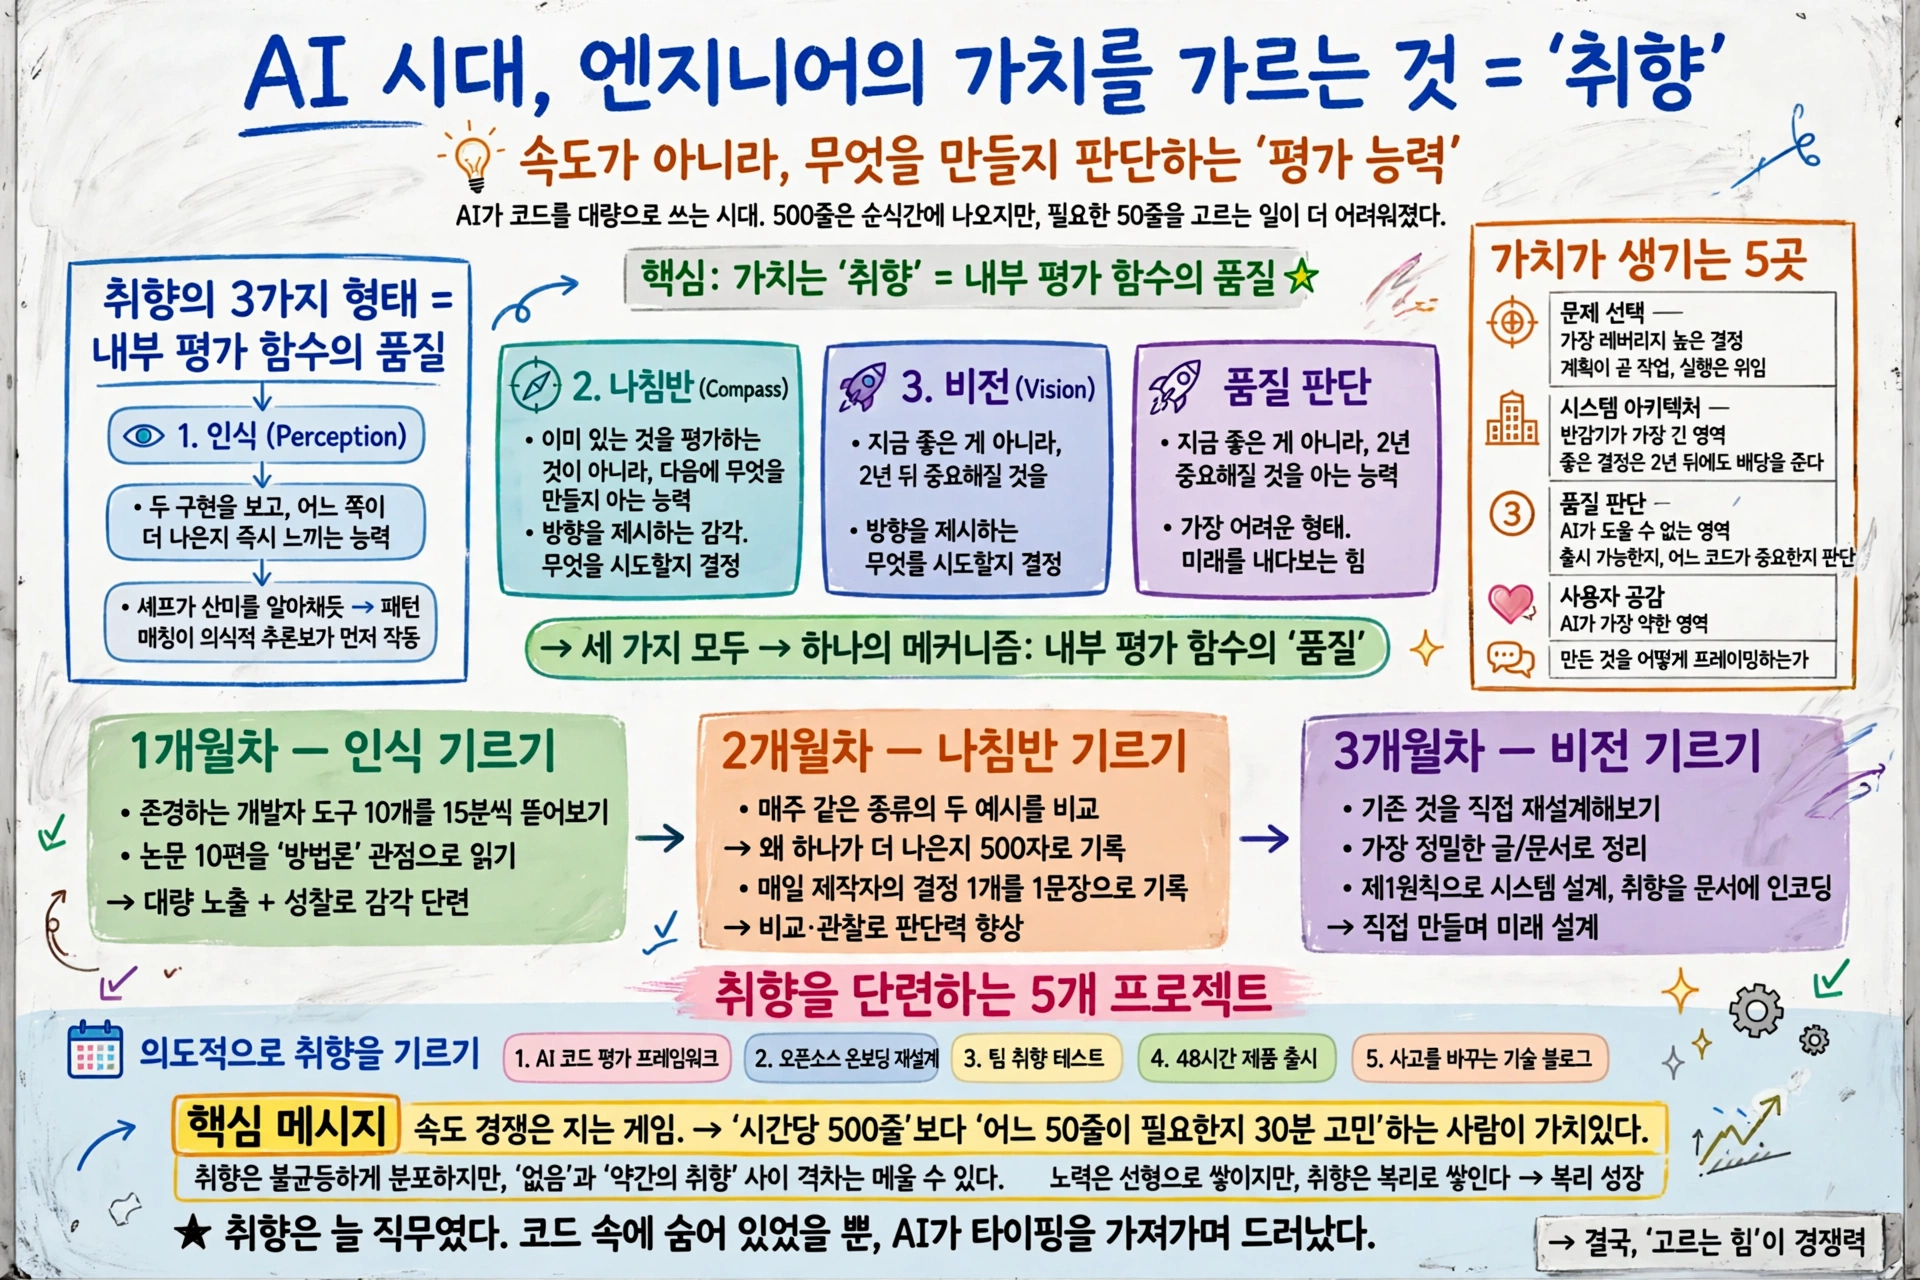 AI 시대, 엔지니어의 가치를 가르는 것 = ‘취향’
속도가 아니라, 무엇을 만들지 판단하는 ‘평가 능력’
AI가 코드를 대량으로 쓰는 시대. 500줄은 순식간에 나오지만, 필요한 50줄을 고르는 일이 더 어려워졌다.
핵심: 가치는 ‘취향’ = 내부 평가 함수의 품질
취향의 3가지 형태 =
내부 평가 함수의 품질
1. 인식 (Perception)
• 두 구현을 보고, 어느 쪽이
더 나은지 즉시 느끼는 능력
• 셰프가 산미를 알아채듯 → 패턴
매칭이 의식적 추론보가 먼저 작동
2. 나침반 (Compass)
• 이미 있는 것을 평가하는
것이 아니라, 다음에 무엇을
만들지 아는 능력
• 방향을 제시하는 감각.
무엇을 시도할지 결정
3. 비전 (Vision)
• 지금 좋은 게 아니라,
2년 뒤 중요해질 것을
• 방향을 제시하는
무엇를 시도할지 결정
품질 판단
• 지금 좋은 게 아니라, 2년
중요해질 것을 아는 능력
• 가장 어려운 형태.
미래를 내다보는 힘
→ 세 가지 모두 → 하나의 메커니즘: 내부 평가 함수의 ‘품질’
가치가 생기는 5곳
문제 선택 —
가장 레버리지 높은 결정
계획이 곧 작업, 실행은 위임
시스템 아키텍처 —
반감기가 가장 긴 영역
좋은 결정은 2년 뒤에도 배당을 준다
3
품질 판단 –
AI가 도울 수 없는 영역
출시 가능한지, 어느 코드가 중요한지 판단
사용자 공감
AI가 가장 약한 영역
만든 것을 어떻게 프레이밍하는가
1개월차 – 인식 기르기
• 존경하는 개발자 도구 10개를 15분씩 뜯어보기
• 논문 10편을 ‘방법론’ 관점으로 읽기
→ 대량 노출 + 성찰로 감각 단련
2개월차 – 나침반 기르기
• 매주 같은 종류의 두 예시를 비교
→ 왜 하나가 더 나은지 500자로 기록
• 매일 제작자의 결정 1개를 1문장으로 기록
→ 비교·관찰로 판단력 향상
3개월차 – 비전 기르기
• 기존 것을 직접 재설계해보기
• 가장 정밀한 글/문서로 정리
• 제1원칙으로 시스템 설계, 취향을 문서에 인코딩
→ 직접 만들며 미래 설계
취향을 단련하는 5개 프로젝트
의도적으로 취향을 기르기
1. AI 코드 평가 프레임워크
2. 오픈소스 온보딩 재설계
3. 팀 취향 테스트
4. 48시간 제품 출시
5. 사고를 바꾸는 기술 블로그
핵심 메시지
속도 경쟁은 지는 게임. → ‘시간당 500줄’보다 ‘어느 50줄이 필요한지 30분 고민’하는 사람이 가치있다.
취향은 불균등하게 분포하지만, ‘없음’과 ‘약간의 취향’ 사이 격차는 메울 수 있다. 노력은 선형으로 쌓이지만, 취향은 복리로 쌓인다 → 복리 성장
★ 취향은 늘 직무였다. 코드 속에 숨어 있었을 뿐, AI가 타이핑을 가져가며 드러났다.
→ 결국, ‘고르는 힘’이 경쟁력